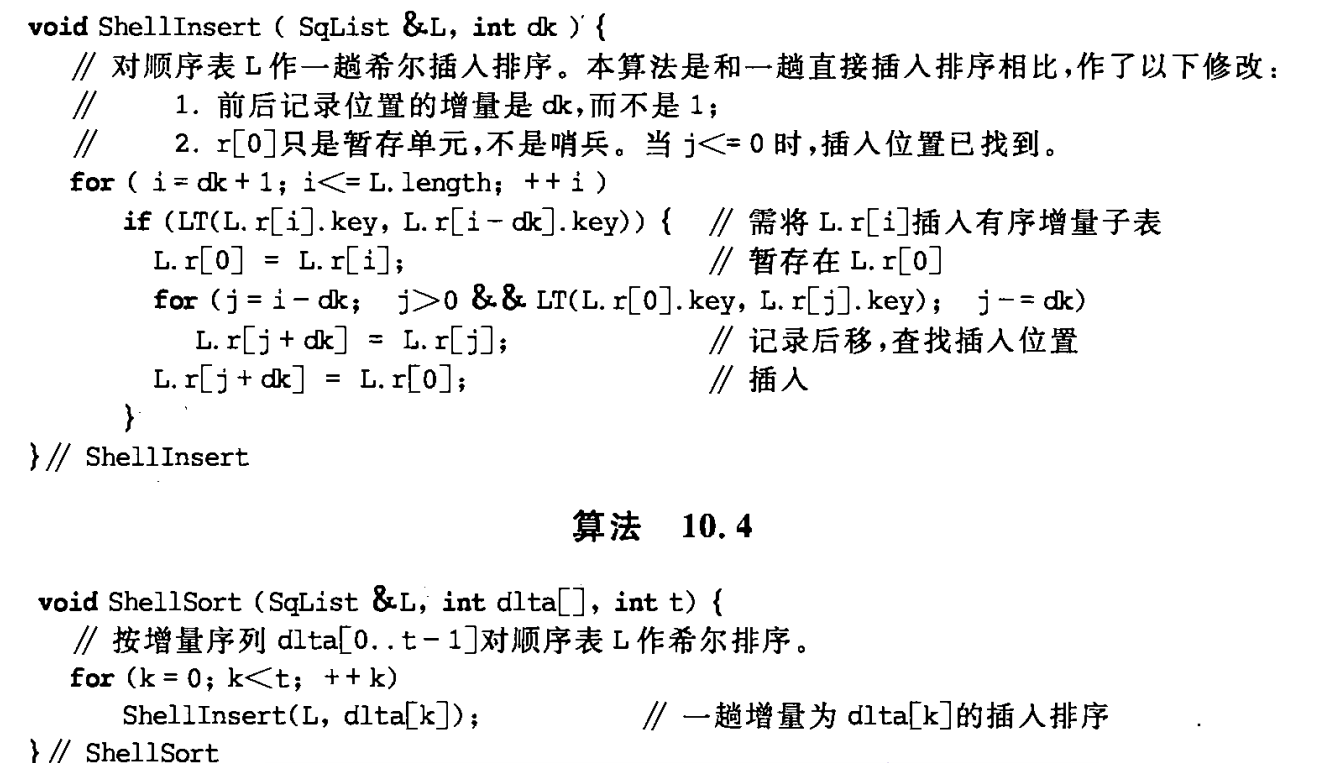 void ShellInsert ( SqList &L, int dk ) {
// 对顺序表 L 作一趟希尔插入排序。本算法是和一趟直接插入排序相比,作了以下修改:
// 1. 前后记录位置的增量是 dk,而不是 1;
// 2. r[0]只是暂存单元,不是哨兵。当 j<=0 时,插入位置已找到。
for ( i=dk+1; i<=L.length; ++i )
if (LT(L.r[i].key, L.r[i-dk].key)) { // 需将 L.r[i]插入有序增量子表
L.r[0] = L.r[i]; // 暂存在 L.r[0]
for (j=i-dk; j>0 && LT(L.r[0].key, L.r[j].key); j-=dk)
L.r[j+dk] = L.r[j]; // 记录后移,查找插入位置
L.r[j+dk] = L.r[0]; // 插入
}
}// ShellInsert
算法 10.4
void ShellSort (SqList &L, int dlta[], int t) {
// 按增量序列 dlta[0..t-1]对顺序表 L 作希尔排序。
for (k=0; k<t; ++k)
ShellInsert(L, dlta[k]); // 一趟增量为 dlta[k]的插入排序
}// ShellSort